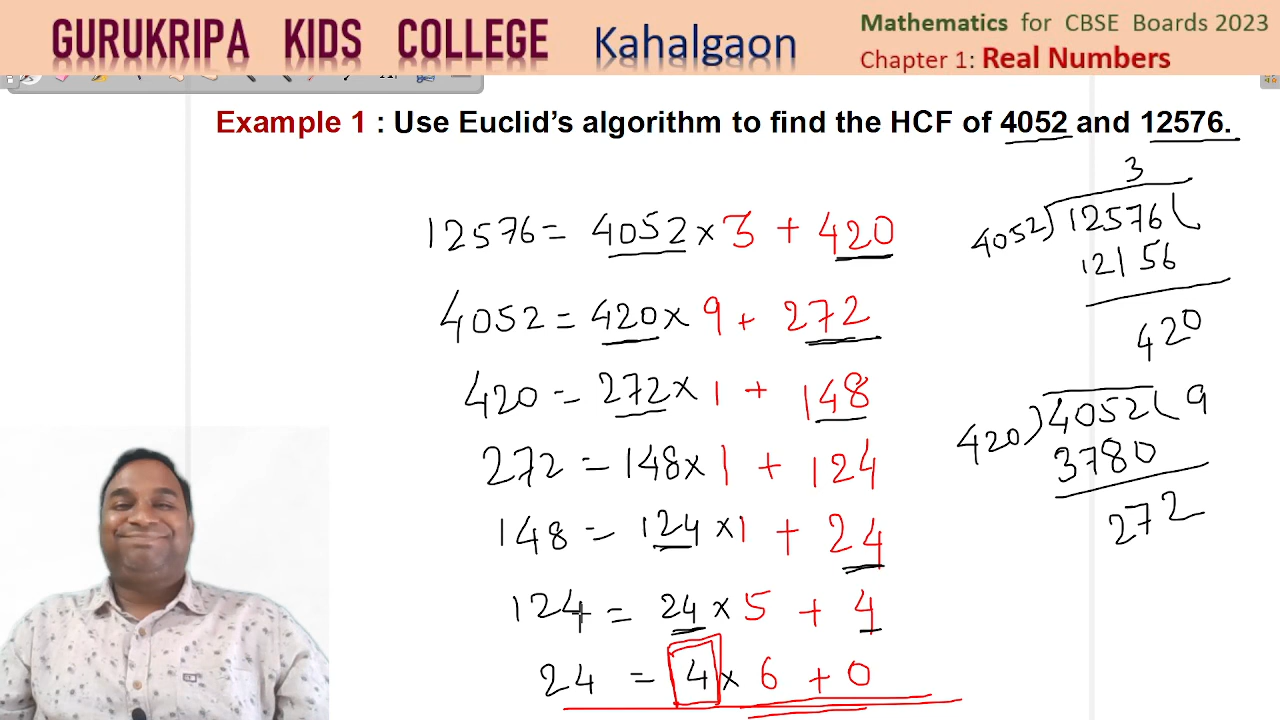 GURUKRIPA KIDS COLLEGE Kahalgaon
Mathematics for CBSE Boards 2023
Chapter 1: Real Numbers
Example 1 : Use Euclid's algorithm to find the HCF of 4052 and 12576.
12576 = 4052 × 3 + 420
4052 = 420 × 9 + 272
420 = 272 × 1 + 148
272 = 148 × 1 + 124
148 = 124 × 1 + 24
124 = 24 × 5 + 4
24 = 4 × 6 + 0
3
4052) 12576 (
12156
420
420) 4052 ( 9
3780
272